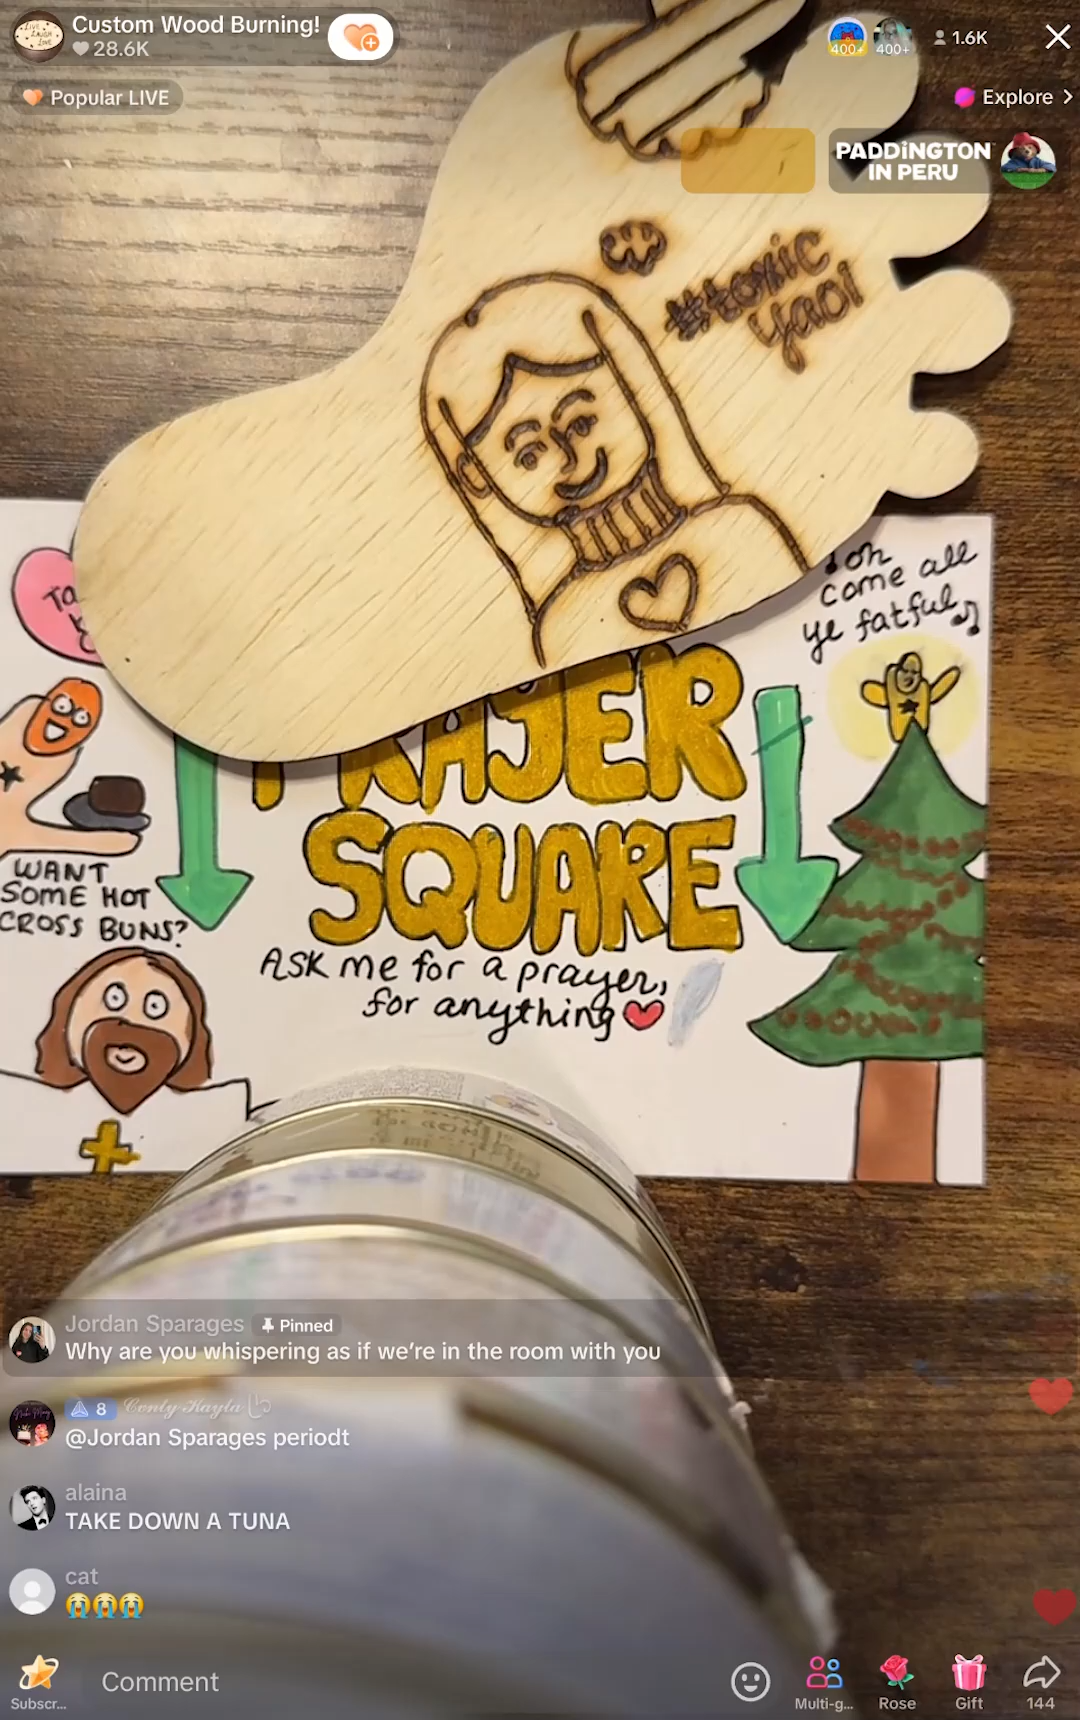 Custom Wood Burning!
28.6K
400+
400+
1.6K
Popular LIVE
Explore >
PADDINGTON
IN PERU
#toxic
yaoi
oh
come all
ye fatful
SQUARE
WANT
SOME HOT
CROSS BUNS?
ASK me for a prayer,
for anything
Jordan Sparages Pinned
Why are you whispering as if we're in the room with you
8 Conly Kayla
@Jordan Sparages periodt
alaina
TAKE DOWN A TUNA
cat
😭😭😭
Subscr...
Comment
Multi-g...
Rose
Gift
144